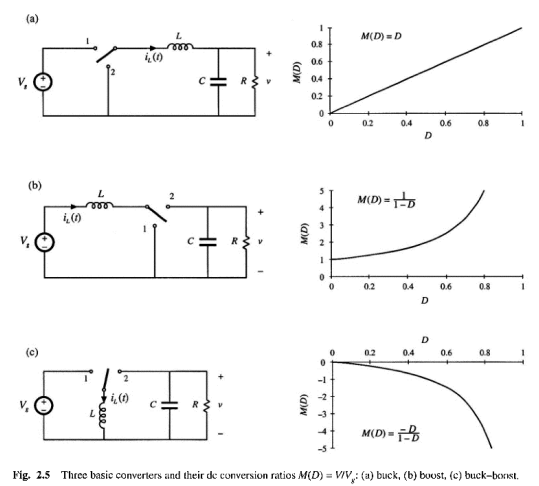 (a)
L
1
2
i_L(t)
V_g
+
−
C
R
+
v
−
M(D) = D
M(D)
1
0.8
0.6
0.4
0.2
0
0 0.2 0.4 0.6 0.8 1
D
(b)
L
2
i_L(t)
1
V_g
+
−
C
R
+
v
−
M(D) = 1/(1−D)
M(D)
5
4
3
2
1
0
0 0.2 0.4 0.6 0.8 1
D
(c)
1
2
i_L(t)
L
V_g
+
−
C
R
+
v
−
D
0 0.2 0.4 0.6 0.8 1
0
−1
−2
−3
−4
−5
M(D)
M(D) = −D/(1−D)
Fig. 2.5 Three basic converters and their dc conversion ratios M(D) = V/V_g: (a) buck, (b) boost, (c) buck–boost.